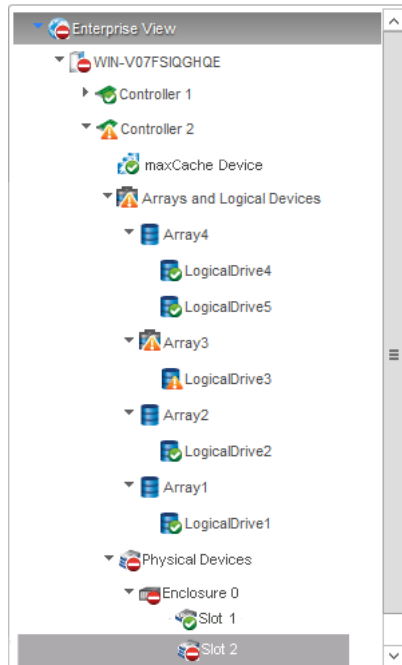 Enterprise View
WIN-V07FSIQGHQE
Controller 1
Controller 2
maxCache Device
Arrays and Logical Devices
Array4
LogicalDrive4
LogicalDrive5
Array3
LogicalDrive3
Array2
LogicalDrive2
Array1
LogicalDrive1
Physical Devices
Enclosure 0
Slot 1
Slot 2